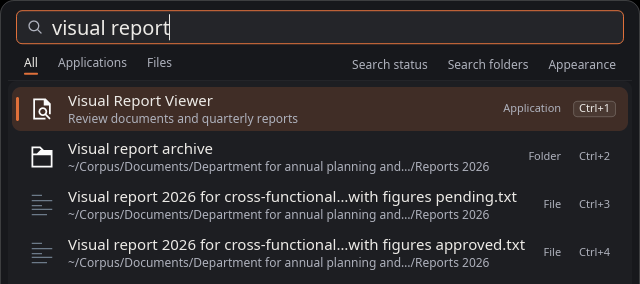 visual report
All Applications Files Search status Search folders Appearance
Visual Report Viewer Application Ctrl+1
Review documents and quarterly reports
Visual report archive Folder Ctrl+2
~/Corpus/Documents/Department for annual planning and.../Reports 2026
Visual report 2026 for cross-functional...with figures pending.txt File Ctrl+3
~/Corpus/Documents/Department for annual planning and.../Reports 2026
Visual report 2026 for cross-functional...with figures approved.txt File Ctrl+4
~/Corpus/Documents/Department for annual planning and.../Reports 2026